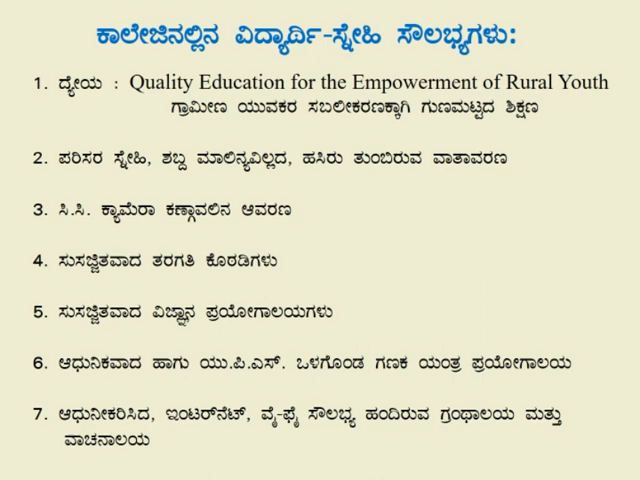 ಕಾಲೇಜಿನಲ್ಲಿನ ವಿದ್ಯಾರ್ಥಿ-ಸ್ನೇಹಿ ಸೌಲಭ್ಯಗಳು:
1. ದ್ಯೇಯ : Quality Education for the Empowerment of Rural Youth
ಗ್ರಾಮೀಣ ಯುವಕರ ಸಬಲೀಕರಣಕ್ಕಾಗಿ ಗುಣಮಟ್ಟದ ಶಿಕ್ಷಣ
2. ಪರಿಸರ ಸ್ನೇಹಿ, ಶಬ್ದ ಮಾಲಿನ್ಯವಿಲ್ಲದ, ಹಸಿರು ತುಂಬಿರುವ ವಾತಾವರಣ
3. ಸಿ.ಸಿ. ಕ್ಯಾಮೆರಾ ಕಣ್ಗಾವಲಿನ ಆವರಣ
4. ಸುಸಜ್ಜಿತವಾದ ತರಗತಿ ಕೊಠಡಿಗಳು
5. ಸುಸಜ್ಜಿತವಾದ ವಿಜ್ಞಾನ ಪ್ರಯೋಗಾಲಯಗಳು
6. ಆಧುನಿಕವಾದ ಹಾಗು ಯು.ಪಿ.ಎಸ್. ಒಳಗೊಂಡ ಗಣಕ ಯಂತ್ರ ಪ್ರಯೋಗಾಲಯ
7. ಆಧುನೀಕರಿಸಿದ, ಇಂಟರ್‌ನೆಟ್, ವೈ-ಫೈ ಸೌಲಭ್ಯ ಹಂದಿರುವ ಗ್ರಂಥಾಲಯ ಮತ್ತು
ವಾಚನಾಲಯ